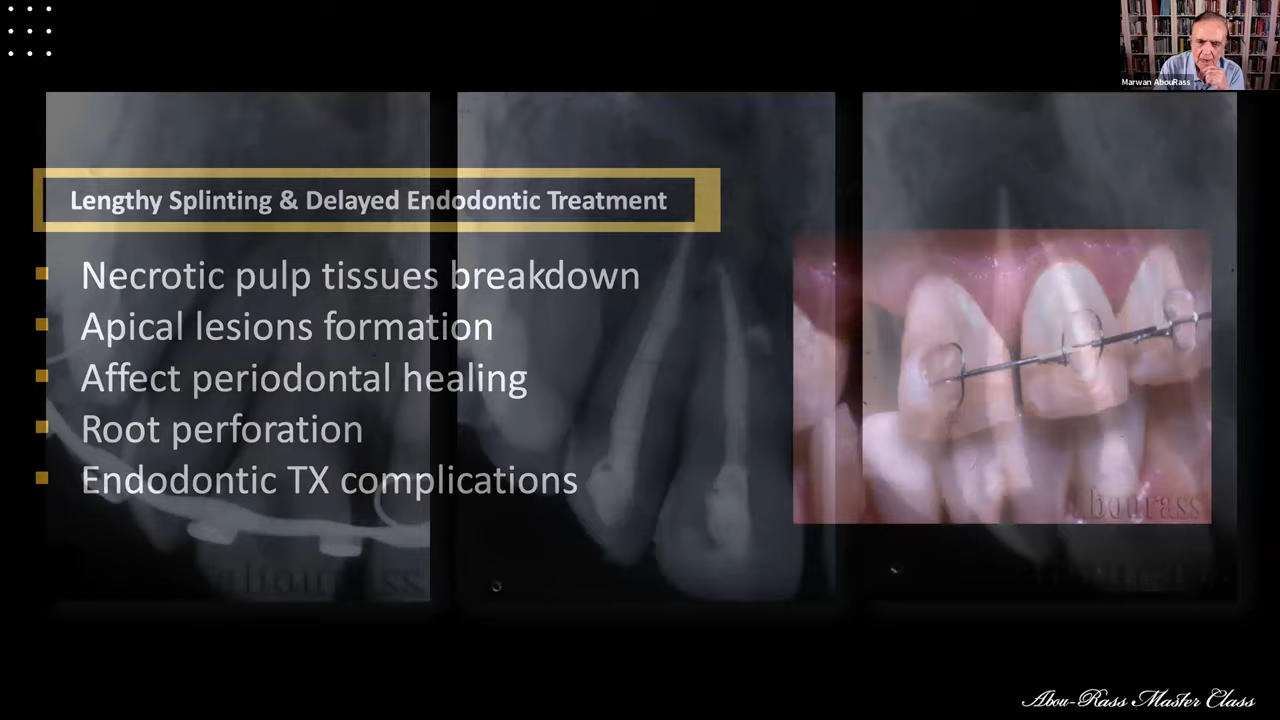 Marwan AbouRass
Lengthy Splinting & Delayed Endodontic Treatment
Necrotic pulp tissues breakdown
Apical lesions formation
Affect periodontal healing
Root perforation
Endodontic TX complications
Abourass
Abou-Rass Master Class